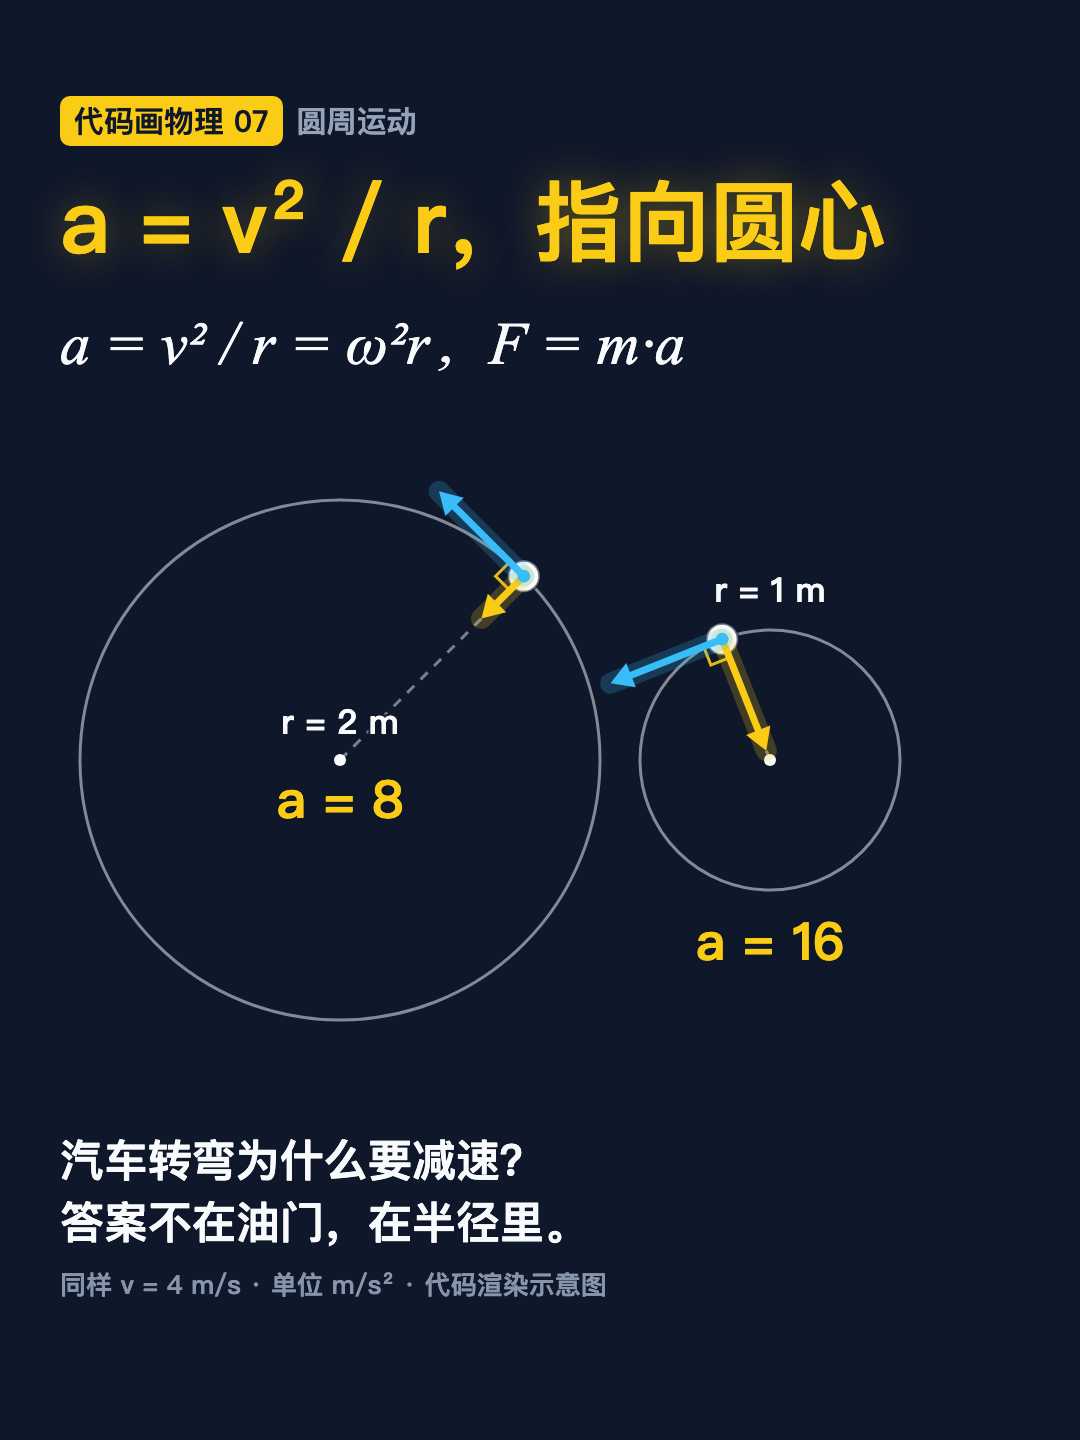 代码画物理 07 圆周运动
a = v² / r，指向圆心
a = v² / r = ω²r , F = m·a
r = 1 m
r = 2 m
a = 8
a = 16
汽车转弯为什么要减速？
答案不在油门，在半径里。
同样 v = 4 m/s · 单位 m/s² · 代码渲染示意图